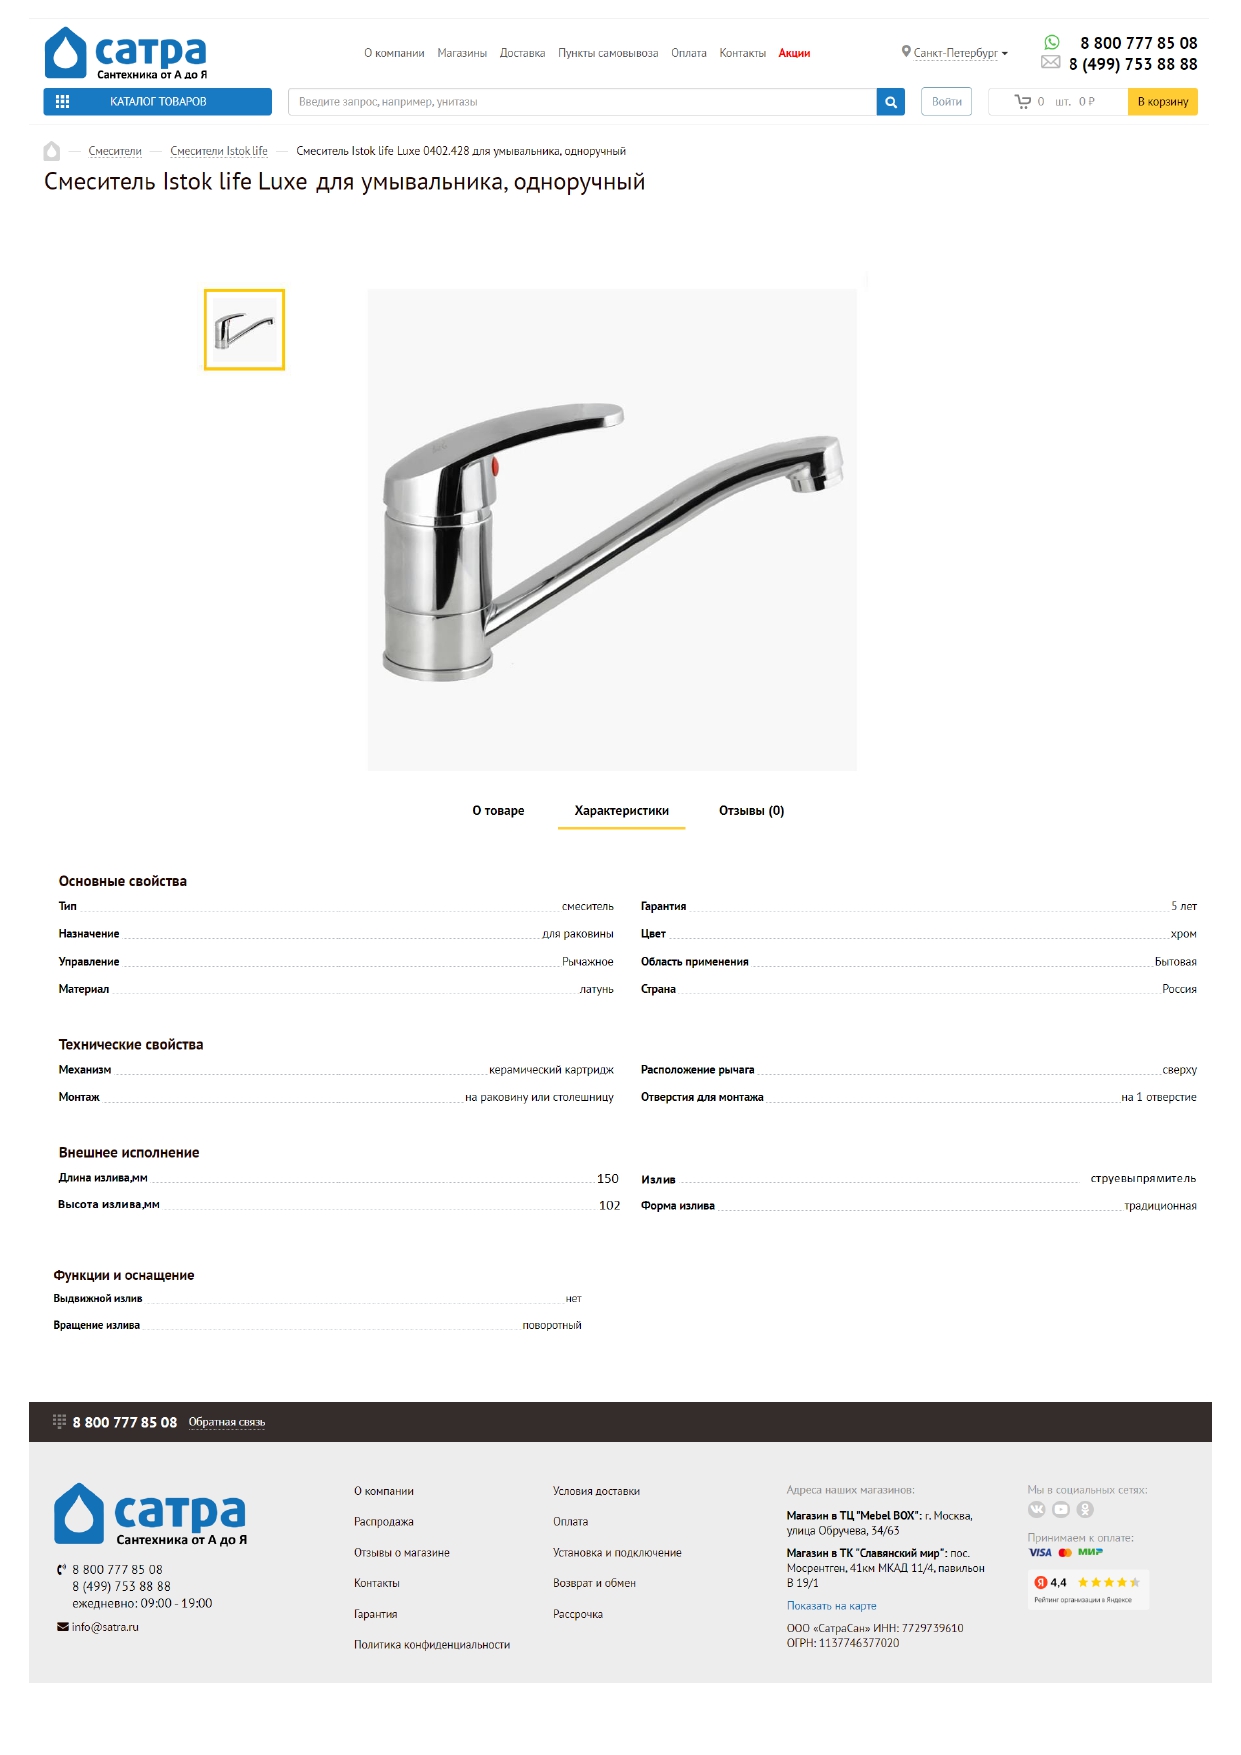 сатра
Сантехника от А до Я
О компании Магазины Доставка Пункты самовывоза Оплата Контакты Акции
Санкт-Петербург
8 800 777 85 08
8 (499) 753 88 88
КАТАЛОГ ТОВАРОВ
Введите запрос, например, унитазы
Войти
0 шт. 0 ₽
В корзину
Смесители — Смесители Istok life — Смеситель Istok life Luxe 0402.428 для умывальника, одноручный
Смеситель Istok life Luxe для умывальника, одноручный
О товаре Характеристики Отзывы (0)
Основные свойства
Тип смеситель
Гарантия 5 лет
Назначение для раковины
Цвет хром
Управление Рычажное
Область применения Бытовая
Материал латунь
Страна Россия
Технические свойства
Механизм керамический картридж
Расположение рычага сверху
Монтаж на раковину или столешницу
Отверстия для монтажа на 1 отверстие
Внешнее исполнение
Длина излива,мм 150
Излив струевыпрямитель
Высота излива,мм 102
Форма излива традиционная
Функции и оснащение
Выдвижной излив нет
Вращение излива поворотный
8 800 777 85 08 Обратная связь
сатра
Сантехника от А до Я
8 800 777 85 08
8 (499) 753 88 88
ежедневно: 09:00 - 19:00
info@satra.ru
О компании
Распродажа
Отзывы о магазине
Контакты
Гарантия
Политика конфиденциальности
Условия доставки
Оплата
Установка и подключение
Возврат и обмен
Рассрочка
Адреса наших магазинов:
Магазин в ТЦ "Mebel BOX": г. Москва,
улица Обручева, 34/63
Магазин в ТК "Славянский мир": пос.
Мосрентген, 41км МКАД 11/4, павильон
В 19/1
Показать на карте
ООО «СатраСан» ИНН: 7729739610
ОГРН: 1137746377020
Мы в социальных сетях:
Принимаем к оплате:
VISA МИР
Я 4,4
Рейтинг организации в Яндексе